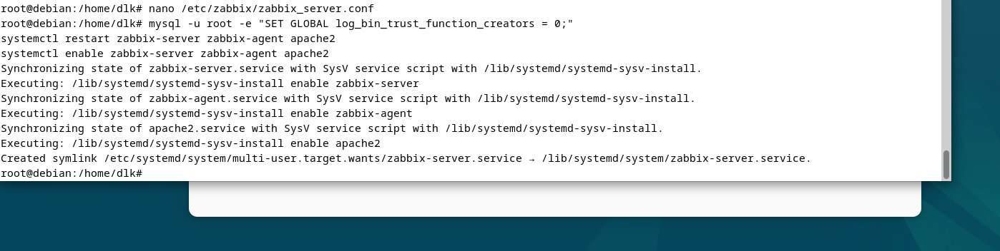 root@debian:/home/dlk# nano /etc/zabbix/zabbix_server.conf
root@debian:/home/dlk# mysql -u root -e "SET GLOBAL log_bin_trust_function_creators = 0;"
systemctl restart zabbix-server zabbix-agent apache2
systemctl enable zabbix-server zabbix-agent apache2
Synchronizing state of zabbix-server.service with SysV service script with /lib/systemd/systemd-sysv-install.
Executing: /lib/systemd/systemd-sysv-install enable zabbix-server
Synchronizing state of zabbix-agent.service with SysV service script with /lib/systemd/systemd-sysv-install.
Executing: /lib/systemd/systemd-sysv-install enable zabbix-agent
Synchronizing state of apache2.service with SysV service script with /lib/systemd/systemd-sysv-install.
Executing: /lib/systemd/systemd-sysv-install enable apache2
Created symlink /etc/systemd/system/multi-user.target.wants/zabbix-server.service → /lib/systemd/system/zabbix-server.service.
root@debian:/home/dlk#